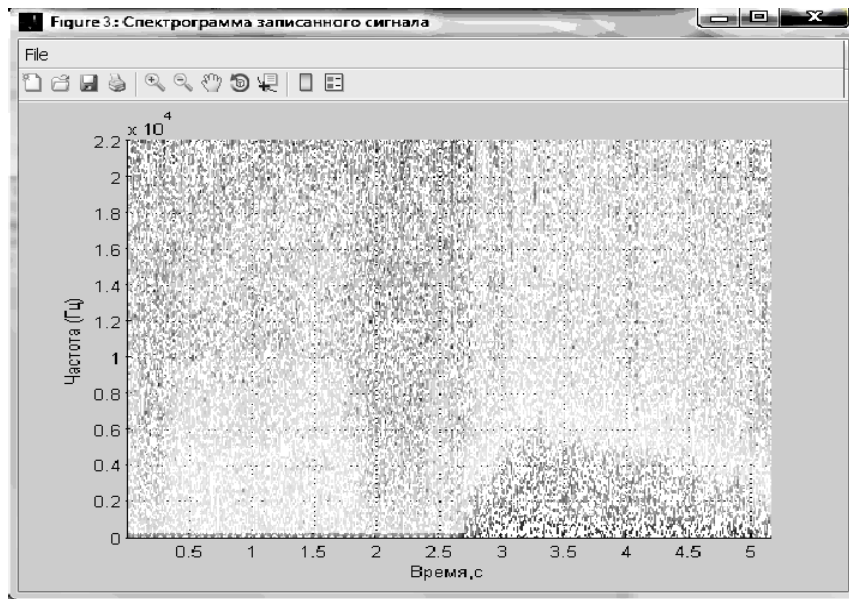 Figure 3: Спектрограмма записанного сигнала
File
x 10^4
2.2
2
1.8
1.6
1.4
1.2
1
0.8
0.6
0.4
0.2
0
Частота (Гц)
0.5 1 1.5 2 2.5 3 3.5 4 4.5 5
Время,с